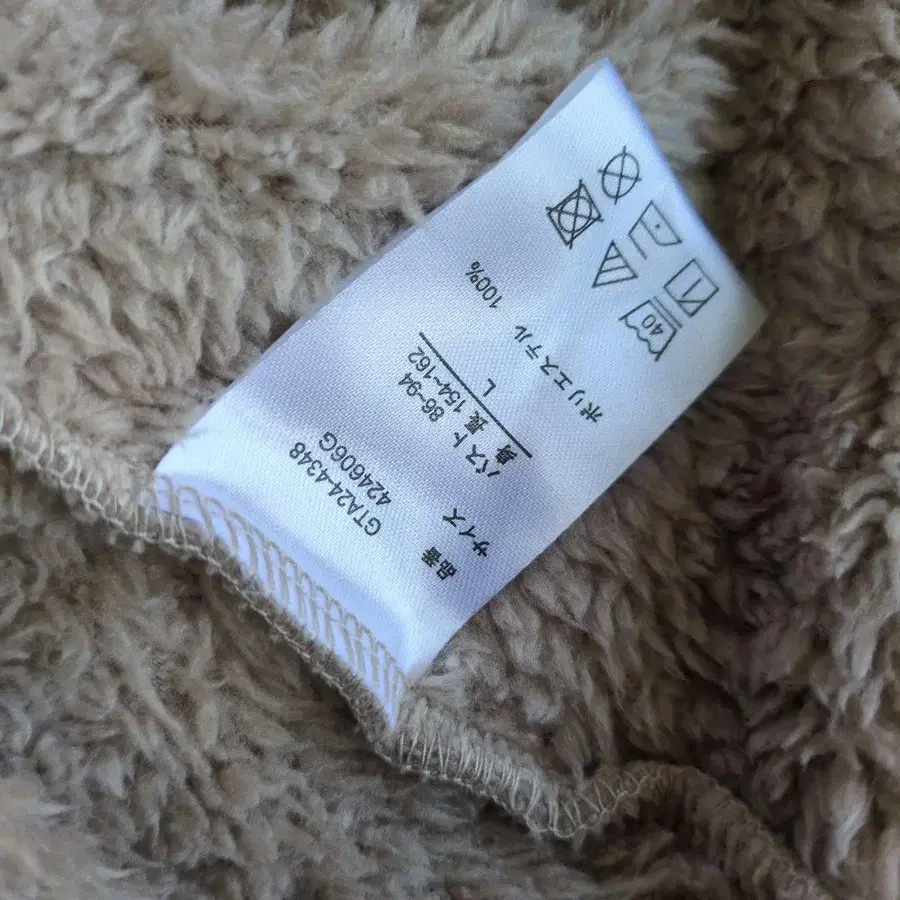 品番 GTA24-4348
424606G
サイズ
バスト 86~94
身長 154~162
L
ポリエステル 100%
40